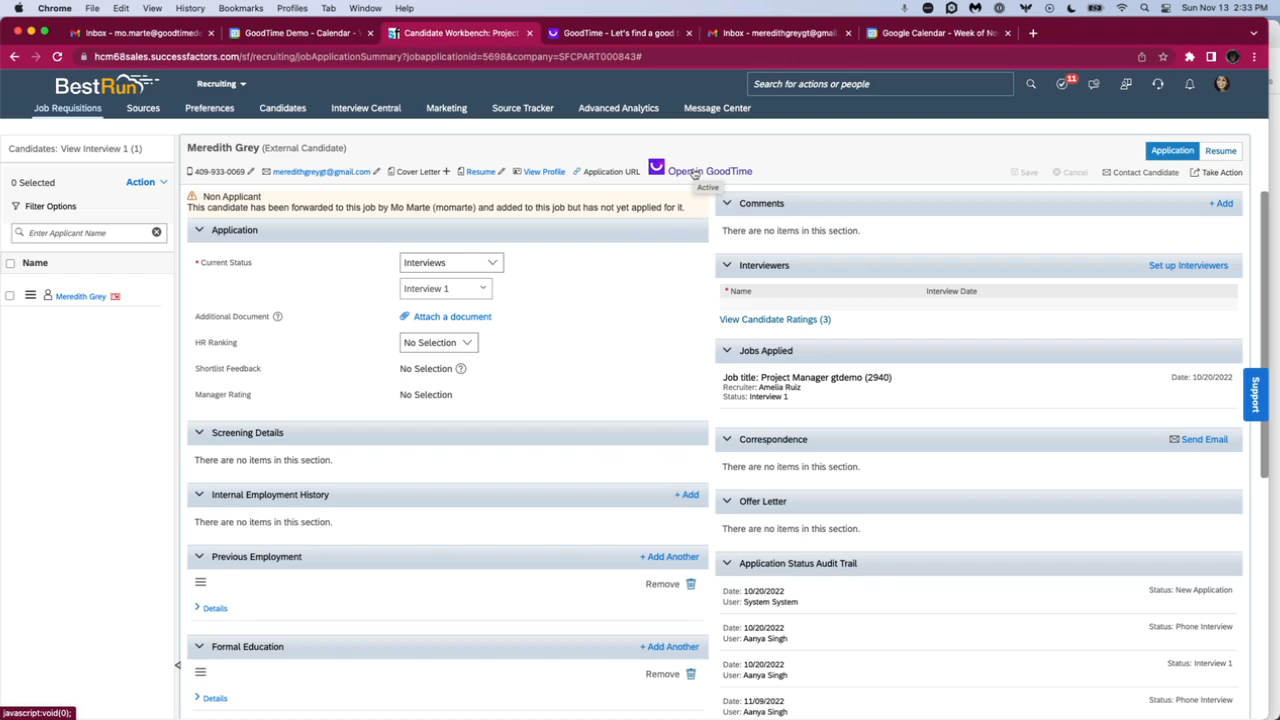 Chrome File Edit View History Bookmarks Profiles Tab Window Help Sun Nov 13 2:33 PM
Inbox - mo.marte@goodtimede GoodTime Demo - Calendar - Candidate Workbench: Project GoodTime - Let's find a good t Inbox - meredithgreygt@gmail Google Calendar - Week of No
hcm68sales.successfactors.com/sf/recruiting/jobApplicationSummary?jobapplicationid=5698&company=SFCPART000843#
BestRun Recruiting Search for actions or people 11
Job Requisitions Sources Preferences Candidates Interview Central Marketing Source Tracker Advanced Analytics Message Center
Candidates: View Interview 1 (1)
0 Selected Action
Filter Options
Enter Applicant Name
Name
Meredith Grey
Meredith Grey (External Candidate) Application Resume
409-933-0069 meredithgreygt@gmail.com Cover Letter + Resume View Profile Application URL Open in GoodTime Save Cancel Contact Candidate Take Action
Active
Non Applicant
This candidate has been forwarded to this job by Mo Marte (momarte) and added to this job but has not yet applied for it.
Application
* Current Status Interviews
Interview 1
Additional Document ? Attach a document
HR Ranking No Selection
Shortlist Feedback No Selection ?
Manager Rating No Selection
Screening Details
There are no items in this section.
Internal Employment History + Add
There are no items in this section.
Previous Employment + Add Another
Remove
Details
Formal Education + Add Another
Remove
Details
Comments + Add
There are no items in this section.
Interviewers Set up Interviewers
* Name Interview Date
View Candidate Ratings (3)
Jobs Applied
Job title: Project Manager gtdemo (2940) Date: 10/20/2022
Recruiter: Amelia Ruiz
Status: Interview 1
Correspondence Send Email
There are no items in this section.
Offer Letter
There are no items in this section.
Application Status Audit Trail
Date: 10/20/2022 Status: New Application
User: System System
Date: 10/20/2022 Status: Phone Interview
User: Aanya Singh
Date: 10/20/2022 Status: Interview 1
User: Aanya Singh
Date: 11/09/2022 Status: Phone Interview
User: Aanya Singh
Support
javascript:void(0);